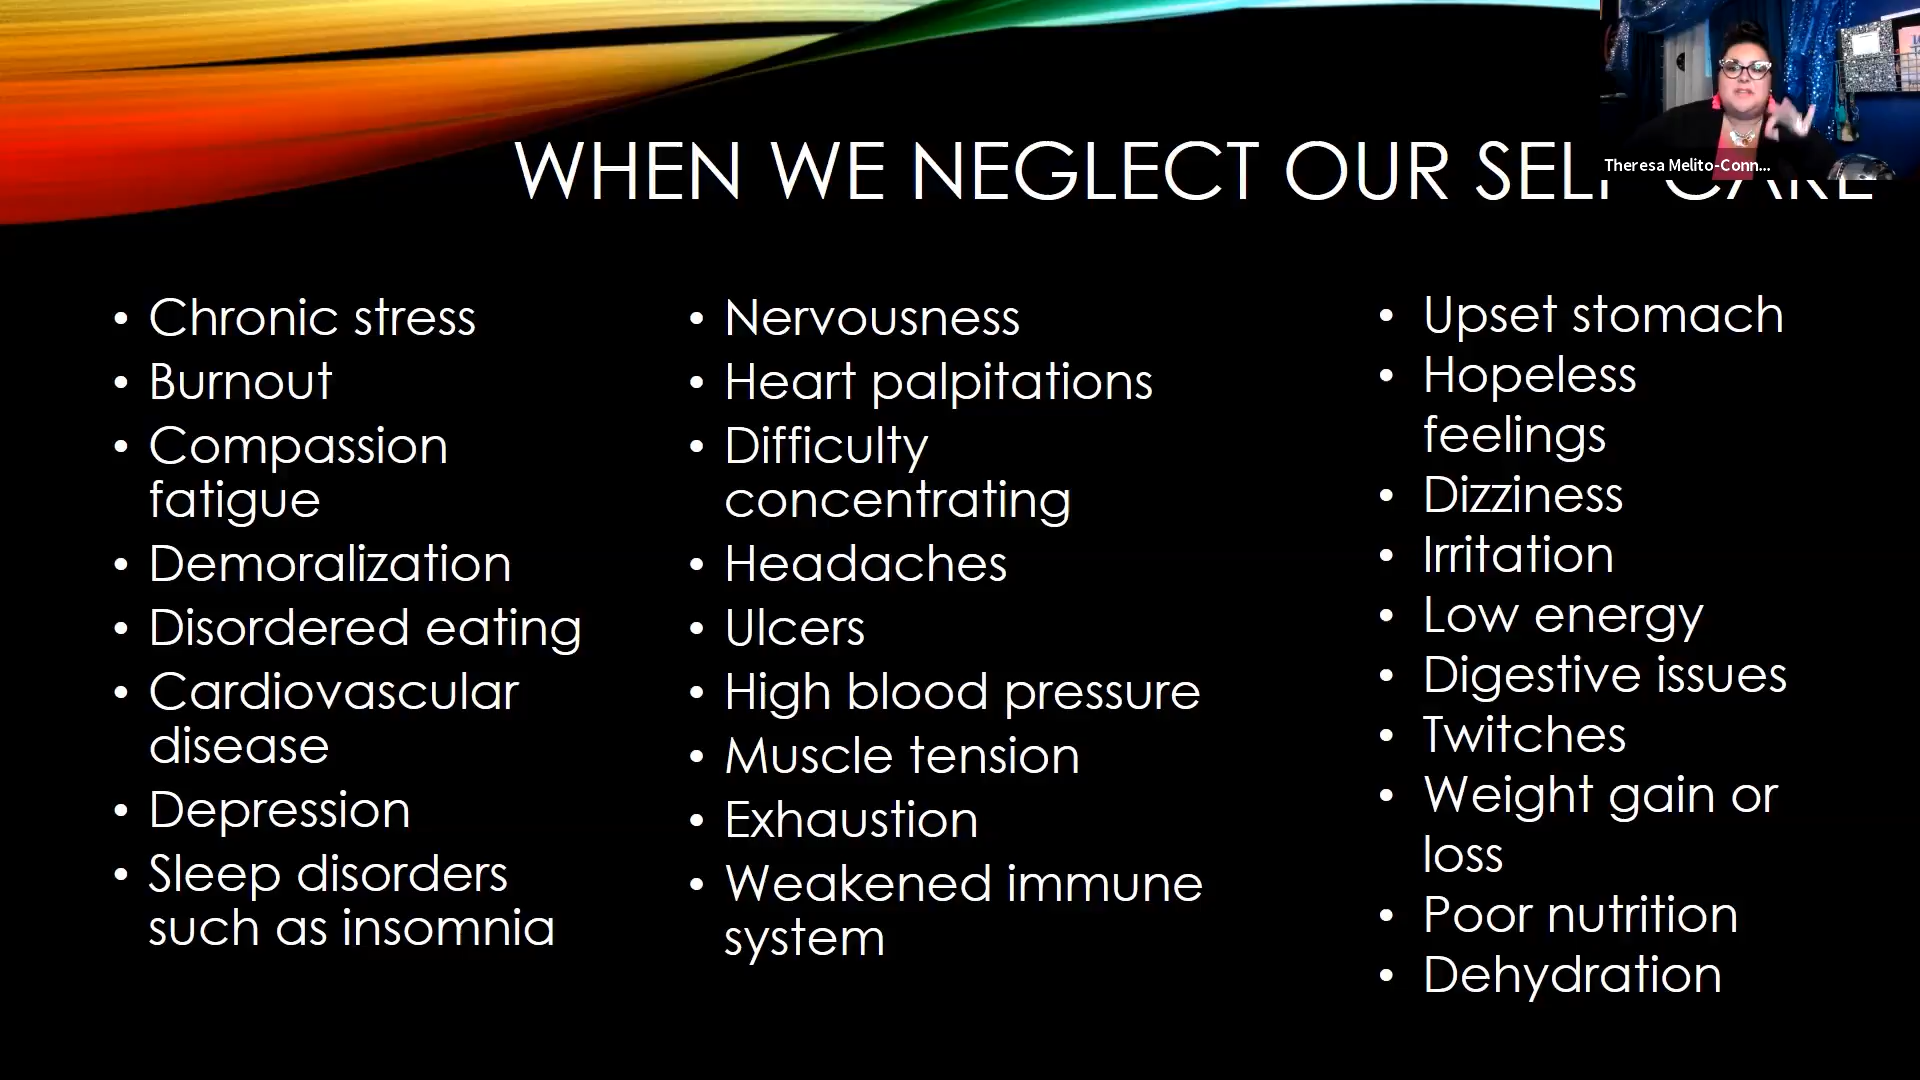 Theresa Melito-Conn...
WHEN WE NEGLECT OUR SELF CARE
• Chronic stress
• Burnout
• Compassion
fatigue
• Demoralization
• Disordered eating
• Cardiovascular
disease
• Depression
• Sleep disorders
such as insomnia
• Nervousness
• Heart palpitations
• Difficulty
concentrating
• Headaches
• Ulcers
• High blood pressure
• Muscle tension
• Exhaustion
• Weakened immune
system
• Upset stomach
• Hopeless
feelings
• Dizziness
• Irritation
• Low energy
• Digestive issues
• Twitches
• Weight gain or
loss
• Poor nutrition
• Dehydration